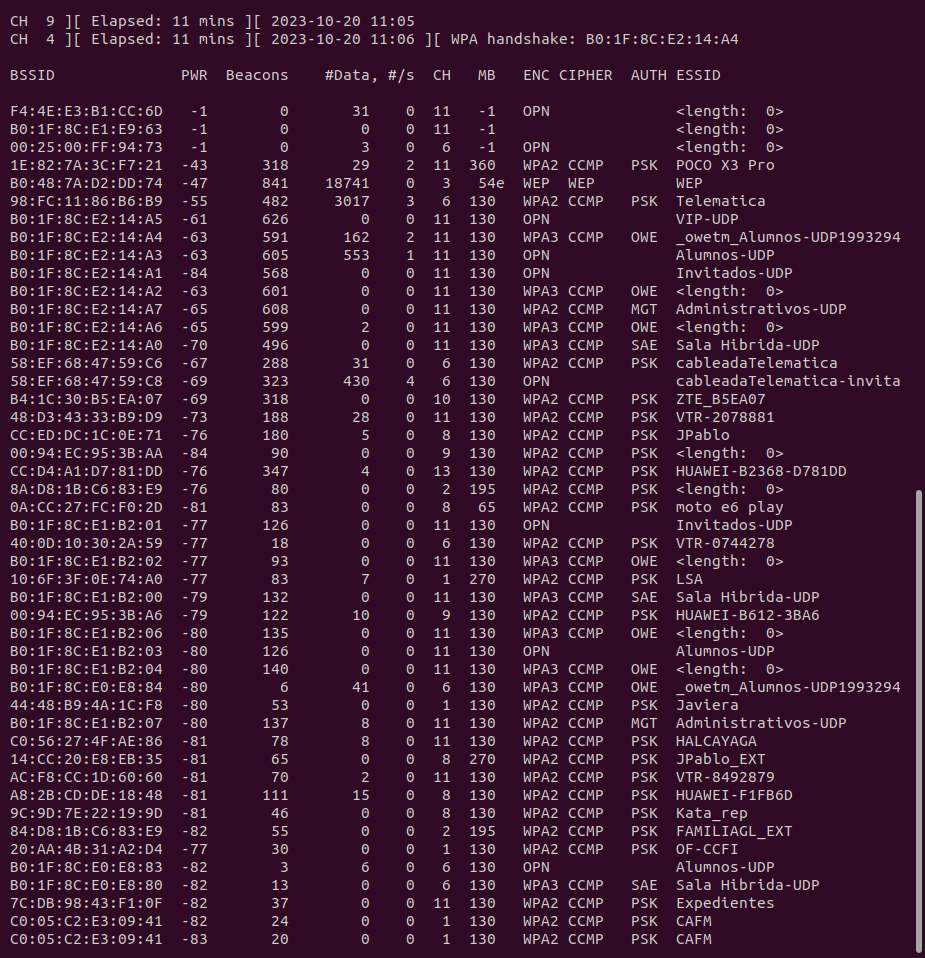 CH  9 ][ Elapsed: 11 mins ][ 2023-10-20 11:05
CH  4 ][ Elapsed: 11 mins ][ 2023-10-20 11:06 ][ WPA handshake: B0:1F:8C:E2:14:A4
BSSID              PWR  Beacons    #Data, #/s  CH   MB   ENC CIPHER  AUTH ESSID
F4:4E:E3:B1:CC:6D   -1        0       31    0  11   -1   OPN              <length:  0>
B0:1F:8C:E1:E9:63   -1        0        0    0  11   -1                    <length:  0>
00:25:00:FF:94:73   -1        0        3    0   6   -1   OPN              <length:  0>
1E:82:7A:3C:F7:21  -43      318       29    2  11  360   WPA2 CCMP   PSK  POCO X3 Pro
B0:48:7A:D2:DD:74  -47      841    18741    0   3   54e  WEP  WEP         WEP
98:FC:11:86:B6:B9  -55      482     3017    3   6  130   WPA2 CCMP   PSK  Telematica
B0:1F:8C:E2:14:A5  -61      626        0    0  11  130   OPN              VIP-UDP
B0:1F:8C:E2:14:A4  -63      591      162    2  11  130   WPA3 CCMP   OWE  _owetm_Alumnos-UDP1993294
B0:1F:8C:E2:14:A3  -63      605      553    1  11  130   OPN              Alumnos-UDP
B0:1F:8C:E2:14:A1  -84      568        0    0  11  130   OPN              Invitados-UDP
B0:1F:8C:E2:14:A2  -63      601        0    0  11  130   WPA3 CCMP   OWE  <length:  0>
B0:1F:8C:E2:14:A7  -65      608        0    0  11  130   WPA2 CCMP   MGT  Administrativos-UDP
B0:1F:8C:E2:14:A6  -65      599        2    0  11  130   WPA3 CCMP   OWE  <length:  0>
B0:1F:8C:E2:14:A0  -70      496        0    0  11  130   WPA3 CCMP   SAE  Sala Hibrida-UDP
58:EF:68:47:59:C6  -67      288       31    0   6  130   WPA2 CCMP   PSK  cableadaTelematica
58:EF:68:47:59:C8  -69      323      430    4   6  130   OPN              cableadaTelematica-invita
B4:1C:30:B5:EA:07  -69      318        0    0  10  130   WPA2 CCMP   PSK  ZTE_B5EA07
48:D3:43:33:B9:D9  -73      188       28    0  11  130   WPA2 CCMP   PSK  VTR-2078881
CC:ED:DC:1C:0E:71  -76      180        5    0   8  130   WPA2 CCMP   PSK  JPablo
00:94:EC:95:3B:AA  -84       90        0    0   9  130   WPA2 CCMP   PSK  <length:  0>
CC:D4:A1:D7:81:DD  -76      347        4    0  13  130   WPA2 CCMP   PSK  HUAWEI-B2368-D781DD
8A:D8:1B:C6:83:E9  -76       80        0    0   2  195   WPA2 CCMP   PSK  <length:  0>
0A:CC:27:FC:F0:2D  -81       83        0    0   8   65   WPA2 CCMP   PSK  moto e6 play
B0:1F:8C:E1:B2:01  -77      126        0    0  11  130   OPN              Invitados-UDP
40:0D:10:30:2A:59  -77       18        0    0   6  130   WPA2 CCMP   PSK  VTR-0744278
B0:1F:8C:E1:B2:02  -77       93        0    0  11  130   WPA3 CCMP   OWE  <length:  0>
10:6F:3F:0E:74:A0  -77       83        7    0   1  270   WPA2 CCMP   PSK  LSA
B0:1F:8C:E1:B2:00  -79      132        0    0  11  130   WPA3 CCMP   SAE  Sala Hibrida-UDP
00:94:EC:95:3B:A6  -79      122       10    0   9  130   WPA2 CCMP   PSK  HUAWEI-B612-3BA6
B0:1F:8C:E1:B2:06  -80      135        0    0  11  130   WPA3 CCMP   OWE  <length:  0>
B0:1F:8C:E1:B2:03  -80      126        0    0  11  130   OPN              Alumnos-UDP
B0:1F:8C:E1:B2:04  -80      140        0    0  11  130   WPA3 CCMP   OWE  <length:  0>
B0:1F:8C:E0:E8:84  -80        6       41    0   6  130   WPA3 CCMP   OWE  _owetm_Alumnos-UDP1993294
44:48:B9:4A:1C:F8  -80       53        0    0   1  130   WPA2 CCMP   PSK  Javiera
B0:1F:8C:E1:B2:07  -80      137        8    0  11  130   WPA2 CCMP   MGT  Administrativos-UDP
C0:56:27:4F:AE:86  -81       78        8    0  11  130   WPA2 CCMP   PSK  HALCAYAGA
14:CC:20:E8:EB:35  -81       65        0    0   8  270   WPA2 CCMP   PSK  JPablo_EXT
AC:F8:CC:1D:60:60  -81       70        2    0  11  130   WPA2 CCMP   PSK  VTR-8492879
A8:2B:CD:DE:18:48  -81      111       15    0   8  130   WPA2 CCMP   PSK  HUAWEI-F1FB6D
9C:9D:7E:22:19:9D  -81       46        0    0   8  130   WPA2 CCMP   PSK  Kata_rep
84:D8:1B:C6:83:E9  -82       55        0    0   2  195   WPA2 CCMP   PSK  FAMILIAGL_EXT
20:AA:4B:31:A2:D4  -77       30        0    0   1  130   WPA2 CCMP   PSK  OF-CCFI
B0:1F:8C:E0:E8:83  -82        3        6    0   6  130   OPN              Alumnos-UDP
B0:1F:8C:E0:E8:80  -82       13        0    0   6  130   WPA3 CCMP   SAE  Sala Hibrida-UDP
7C:DB:98:43:F1:0F  -82       37        0    0  11  130   WPA2 CCMP   PSK  Expedientes
C0:05:C2:E3:09:41  -82       24        0    0   1  130   WPA2 CCMP   PSK  CAFM
C0:05:C2:E3:09:41  -83       20        0    0   1  130   WPA2 CCMP   PSK  CAFM